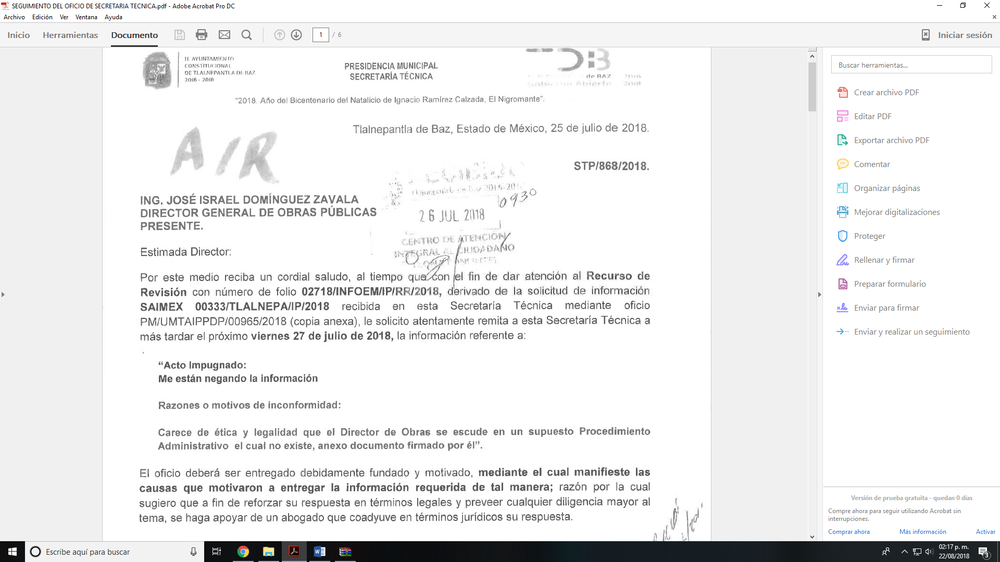 SEGUIMIENTO DEL OFICIO DE SECRETARIA TECNICA.pdf - Adobe Acrobat Pro DC
Archivo Edición Ver Ventana Ayuda
Inicio Herramientas Documento 1 / 6 Iniciar sesión
H. AYUNTAMIENTO
CONSTITUCIONAL
DE TLALNEPANTLA DE BAZ
2016 - 2018
PRESIDENCIA MUNICIPAL
SECRETARÍA TÉCNICA
de BAZ 2016
Gobierno Abierto 2018
"2018. Año del Bicentenario del Natalicio de Ignacio Ramírez Calzada, El Nigromante".
Tlalnepantla de Baz, Estado de México, 25 de julio de 2018.
A/R
STP/868/2018.
0930
26 JUL 2018
CENTRO DE ATENCIÓN
INTEGRAL AL CIUDADANO
ING. JOSÉ ISRAEL DOMÍNGUEZ ZAVALA
DIRECTOR GENERAL DE OBRAS PÚBLICAS
PRESENTE.
Estimada Director:
Por este medio reciba un cordial saludo, al tiempo que con el fin de dar atención al Recurso de
Revisión con número de folio 02718/INFOEM/IP/RR/2018, derivado de la solicitud de información
SAIMEX 00333/TLALNEPA/IP/2018 recibida en esta Secretaría Técnica mediante oficio
PM/UMTAIPPDP/00965/2018 (copia anexa), le solicito atentamente remita a esta Secretaría Técnica a
más tardar el próximo viernes 27 de julio de 2018, la información referente a:
“Acto Impugnado:
Me están negando la información
Razones o motivos de inconformidad:
Carece de ética y legalidad que el Director de Obras se escude en un supuesto Procedimiento
Administrativo el cual no existe, anexo documento firmado por él”.
El oficio deberá ser entregado debidamente fundado y motivado, mediante el cual manifieste las
causas que motivaron a entregar la información requerida de tal manera; razón por la cual
sugiero que a fin de reforzar su respuesta en términos legales y preveer cualquier diligencia mayor al
tema, se haga apoyar de un abogado que coadyuve en términos jurídicos su respuesta.
Buscar herramientas...
Crear archivo PDF
Editar PDF
Exportar archivo PDF
Comentar
Organizar páginas
Mejorar digitalizaciones
Proteger
Rellenar y firmar
Preparar formulario
Enviar para firmar
Enviar y realizar un seguimiento
Versión de prueba gratuita - quedan 0 días
Compre ahora para seguir utilizando Acrobat sin
interrupciones.
Comprar ahora Más información Activar
Escribe aquí para buscar
02:17 p. m.
22/08/2018
3